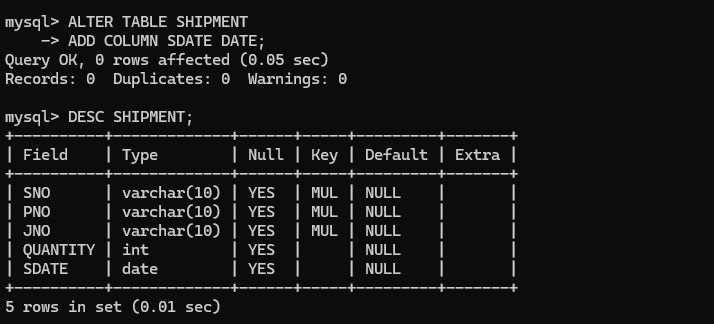 mysql> ALTER TABLE SHIPMENT
    -> ADD COLUMN SDATE DATE;
Query OK, 0 rows affected (0.05 sec)
Records: 0  Duplicates: 0  Warnings: 0

mysql> DESC SHIPMENT;
+----------+-------------+------+-----+---------+-------+
| Field    | Type        | Null | Key | Default | Extra |
+----------+-------------+------+-----+---------+-------+
| SNO      | varchar(10) | YES  | MUL | NULL    |       |
| PNO      | varchar(10) | YES  | MUL | NULL    |       |
| JNO      | varchar(10) | YES  | MUL | NULL    |       |
| QUANTITY | int         | YES  |     | NULL    |       |
| SDATE    | date        | YES  |     | NULL    |       |
+----------+-------------+------+-----+---------+-------+
5 rows in set (0.01 sec)